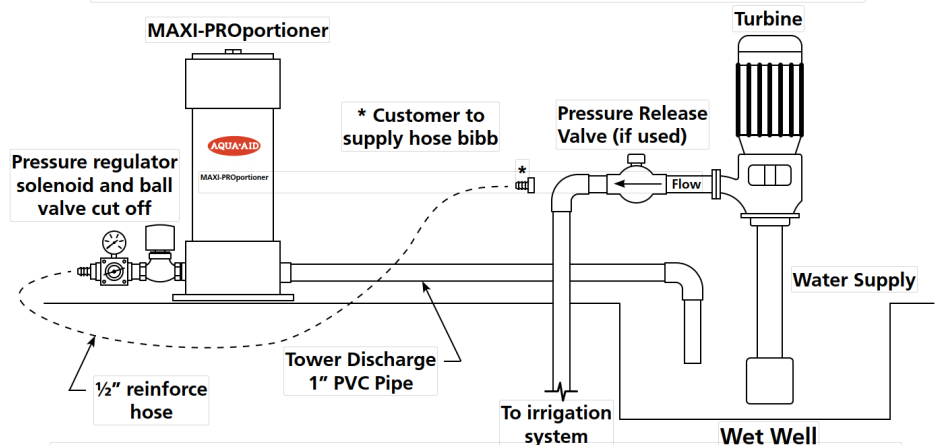 MAXI-PROportioner
Turbine
* Customer to
supply hose bibb
Pressure Release
Valve (if used)
AQUA-AID
MAXI-PROportioner
Pressure regulator
solenoid and ball
valve cut off
*
Flow
Water Supply
½” reinforce
hose
Tower Discharge
1” PVC Pipe
To irrigation
system
Wet Well